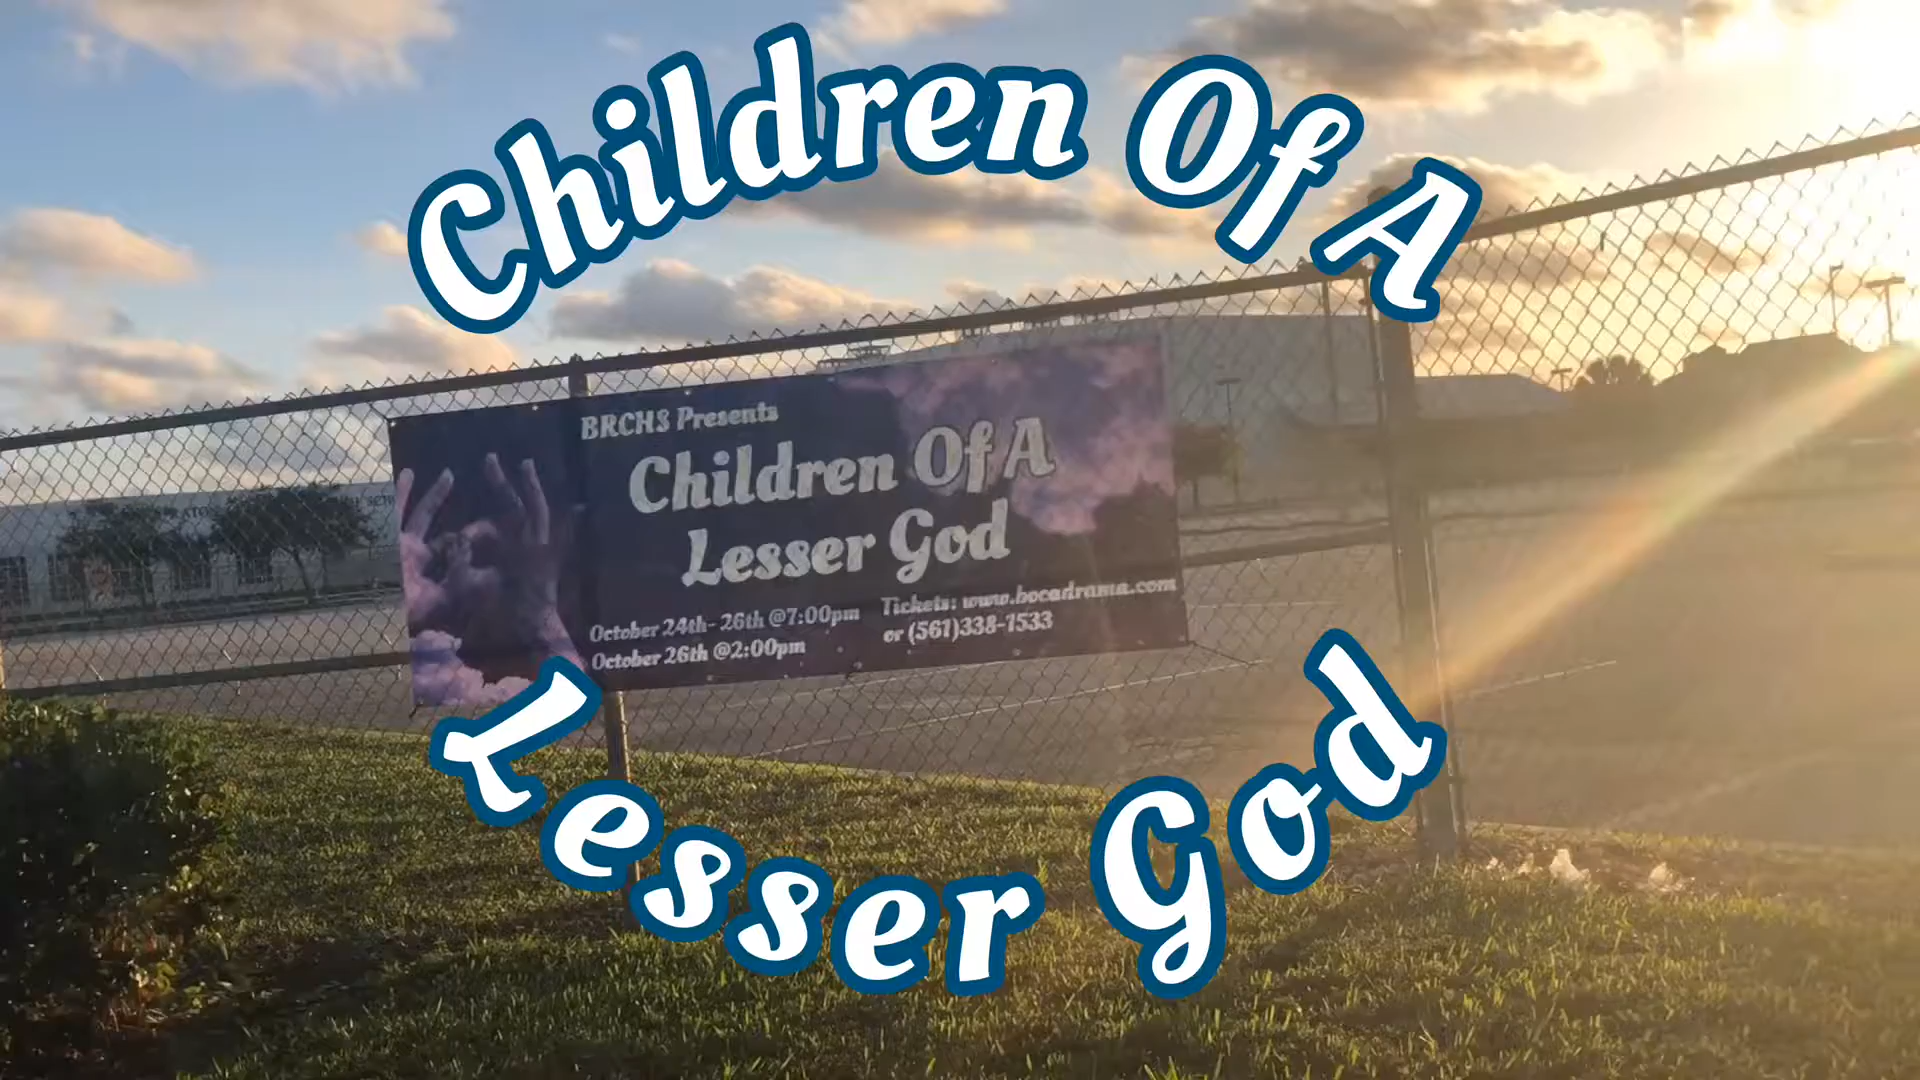 Children Of A
BRCHS Presents
Children Of A
Lesser God
October 24th- 26th @7:00pm
October 26th @2:00pm
Tickets: www.bocadrama.com
or (561)338-1533
Lesser God